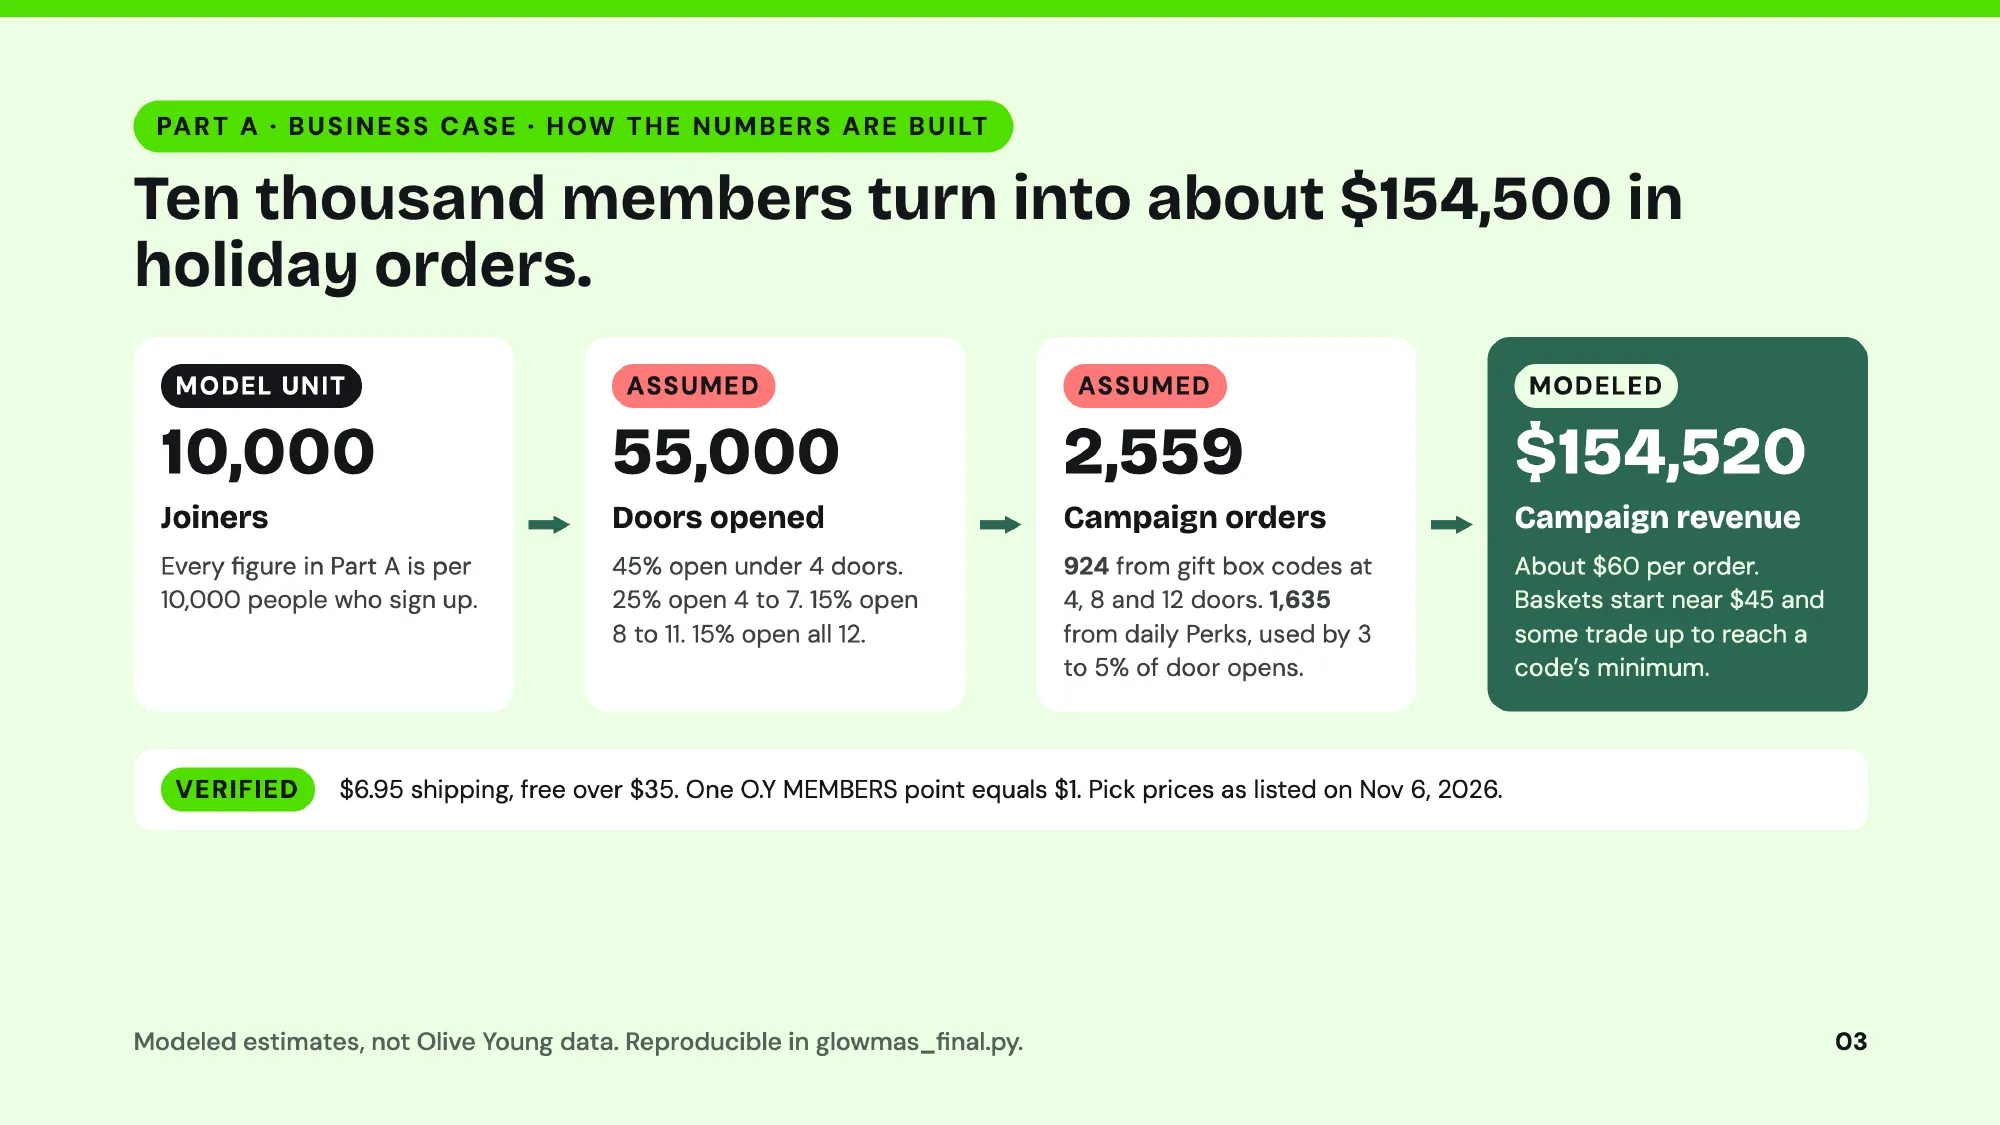 PART A · BUSINESS CASE · HOW THE NUMBERS ARE BUILT
Ten thousand members turn into about $154,500 in
holiday orders.
MODEL UNIT
10,000
Joiners
Every figure in Part A is per
10,000 people who sign up.
ASSUMED
55,000
Doors opened
45% open under 4 doors.
25% open 4 to 7. 15% open
8 to 11. 15% open all 12.
ASSUMED
2,559
Campaign orders
924 from gift box codes at
4, 8 and 12 doors. 1,635
from daily Perks, used by 3
to 5% of door opens.
MODELED
$154,520
Campaign revenue
About $60 per order.
Baskets start near $45 and
some trade up to reach a
code’s minimum.
VERIFIED $6.95 shipping, free over $35. One O.Y MEMBERS point equals $1. Pick prices as listed on Nov 6, 2026.
Modeled estimates, not Olive Young data. Reproducible in glowmas_final.py.
03